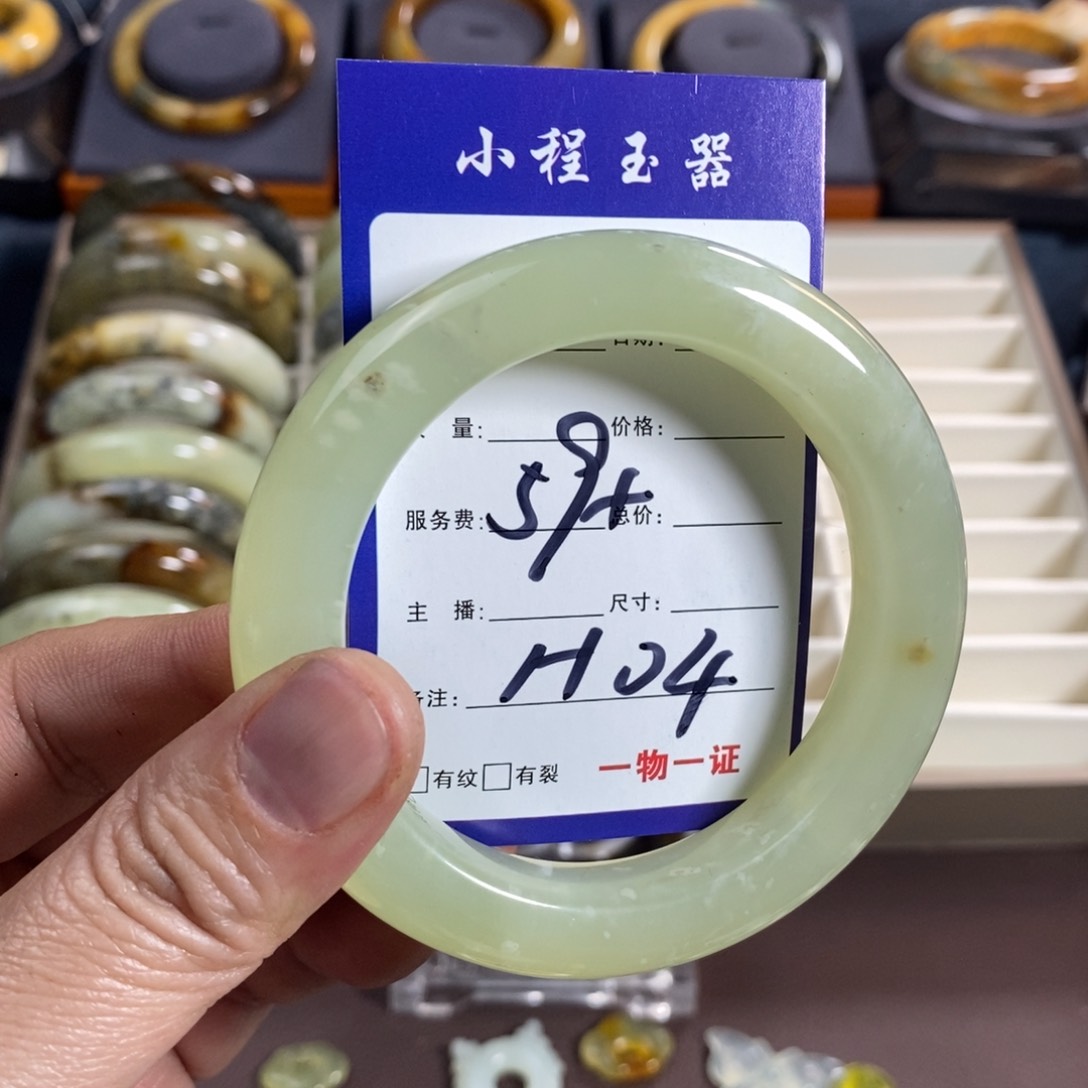 小程玉器
日期:
量: 价格:
59+
服务费: 总价:
主 播: 尺寸:
H04
备注:
有纹 有裂 一物一证